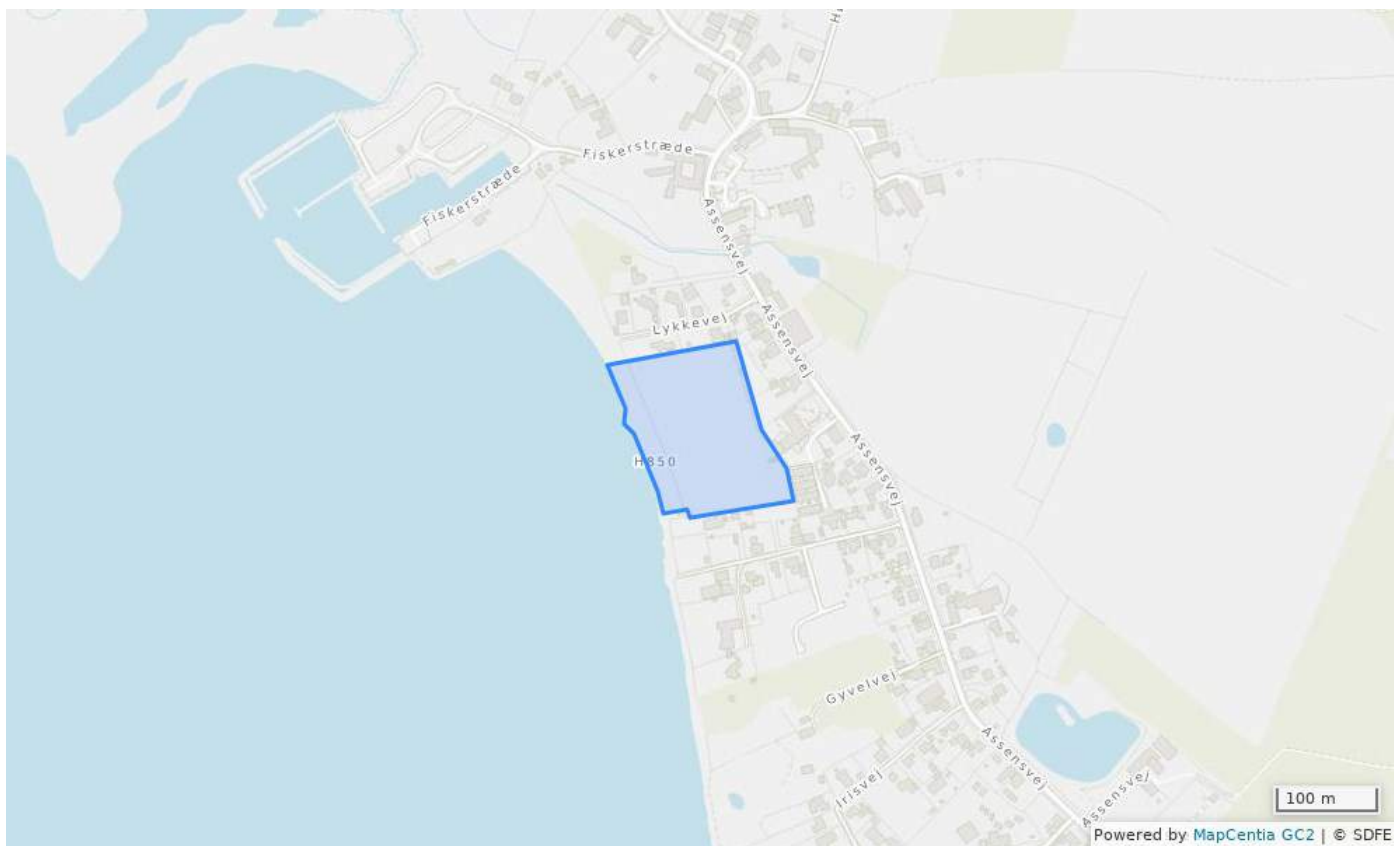 H
Fiskerstræde
Fiskerstræde
Assensvej
Lykkevej
Assensvej
H850
Assensvej
Gyvelvej
Assensvej
Irisvej
Assensvej
100 m
Powered by MapCentia GC2 | © SDFE